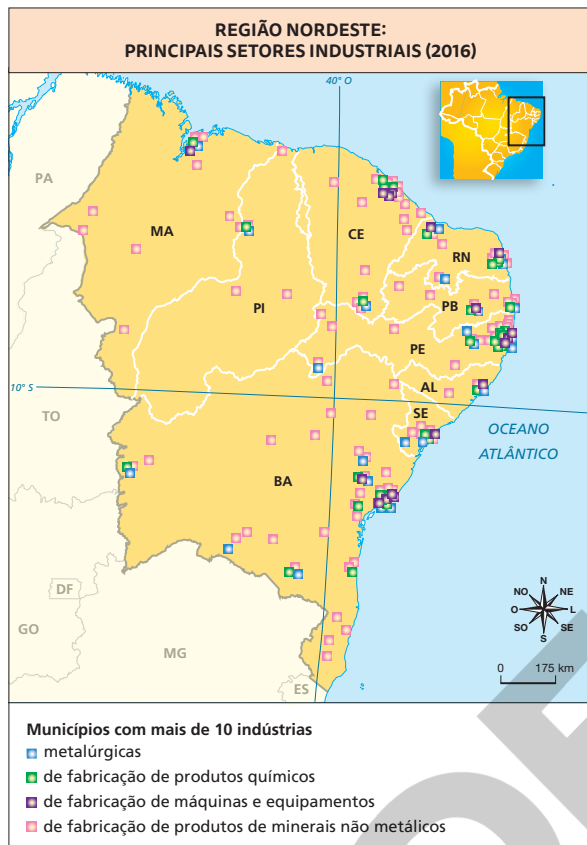 REGIÃO NORDESTE:
PRINCIPAIS SETORES INDUSTRIAIS (2016)
40° O
PA
MA
CE
RN
PB
PI
PE
AL
10° S
SE
TO
OCEANO
ATLÂNTICO
BA
DF
GO
MG
ES
N
NO
NE
O
L
SO
SE
S
0 175 km
Municípios com mais de 10 indústrias
metalúrgicas
de fabricação de produtos químicos
de fabricação de máquinas e equipamentos
de fabricação de produtos de minerais não metálicos